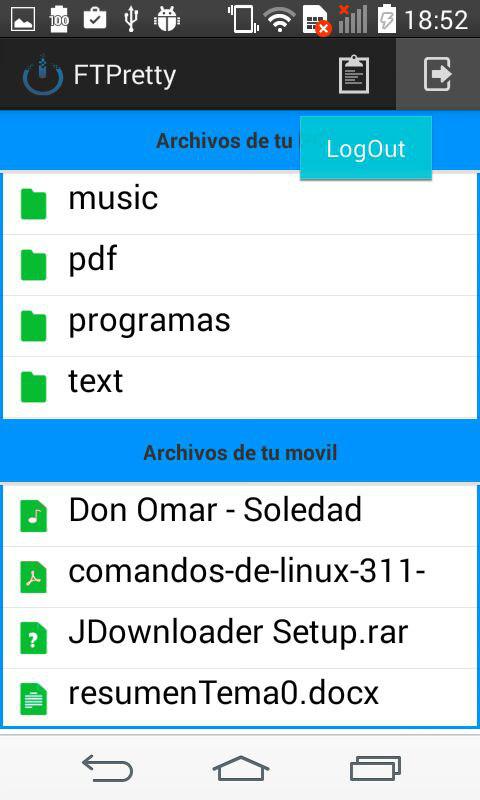 100
18:52
FTPretty
Archivos de tu
LogOut
music
pdf
programas
text
Archivos de tu movil
Don Omar - Soledad
comandos-de-linux-311-
JDownloader Setup.rar
resumenTema0.docx